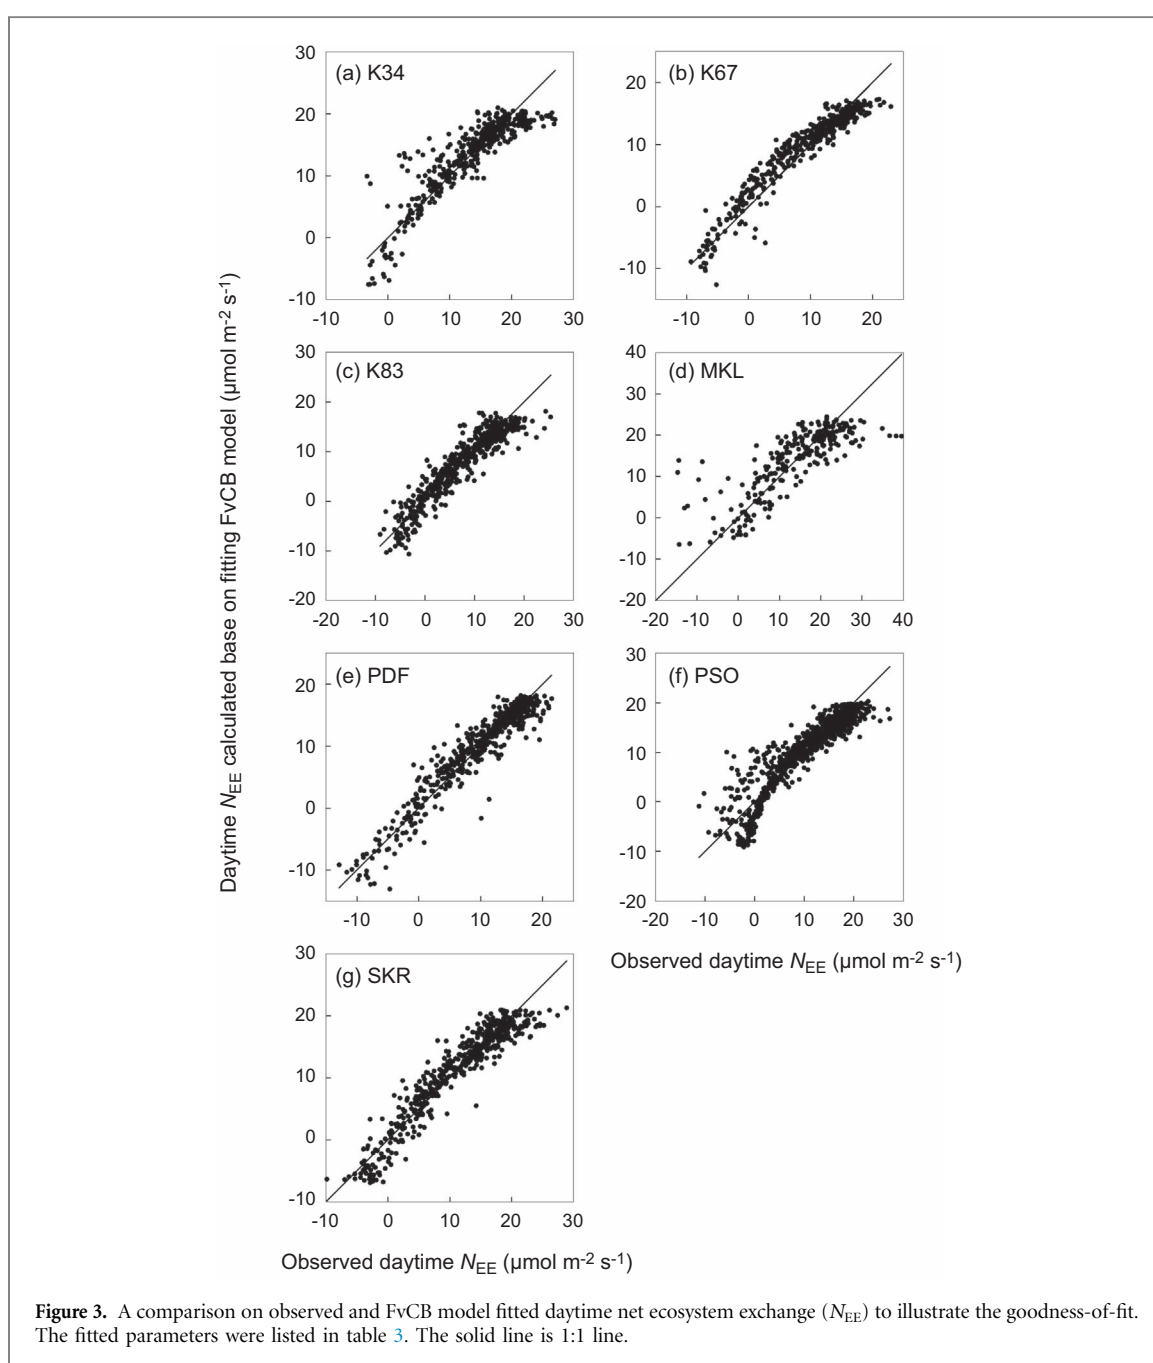 Daytime NEE calculated base on fitting FvCB model (µmol m-2 s-1)
(a) K34
30
20
10
0
-10
-10 0 10 20 30
(b) K67
20
10
0
-10
-10 0 10 20
(c) K83
30
20
10
0
-10
-20
-20 -10 0 10 20 30
(d) MKL
40
30
20
10
0
-10
-20
-20 -10 0 10 20 30 40
(e) PDF
20
10
0
-10
-10 0 10 20
(f) PSO
30
20
10
0
-10
-20
-20 -10 0 10 20 30
Observed daytime NEE (µmol m-2 s-1)
(g) SKR
30
20
10
0
-10
-10 0 10 20 30
Observed daytime NEE (µmol m-2 s-1)
Figure 3. A comparison on observed and FvCB model fitted daytime net ecosystem exchange (NEE) to illustrate the goodness-of-fit.
The fitted parameters were listed in table 3. The solid line is 1:1 line.